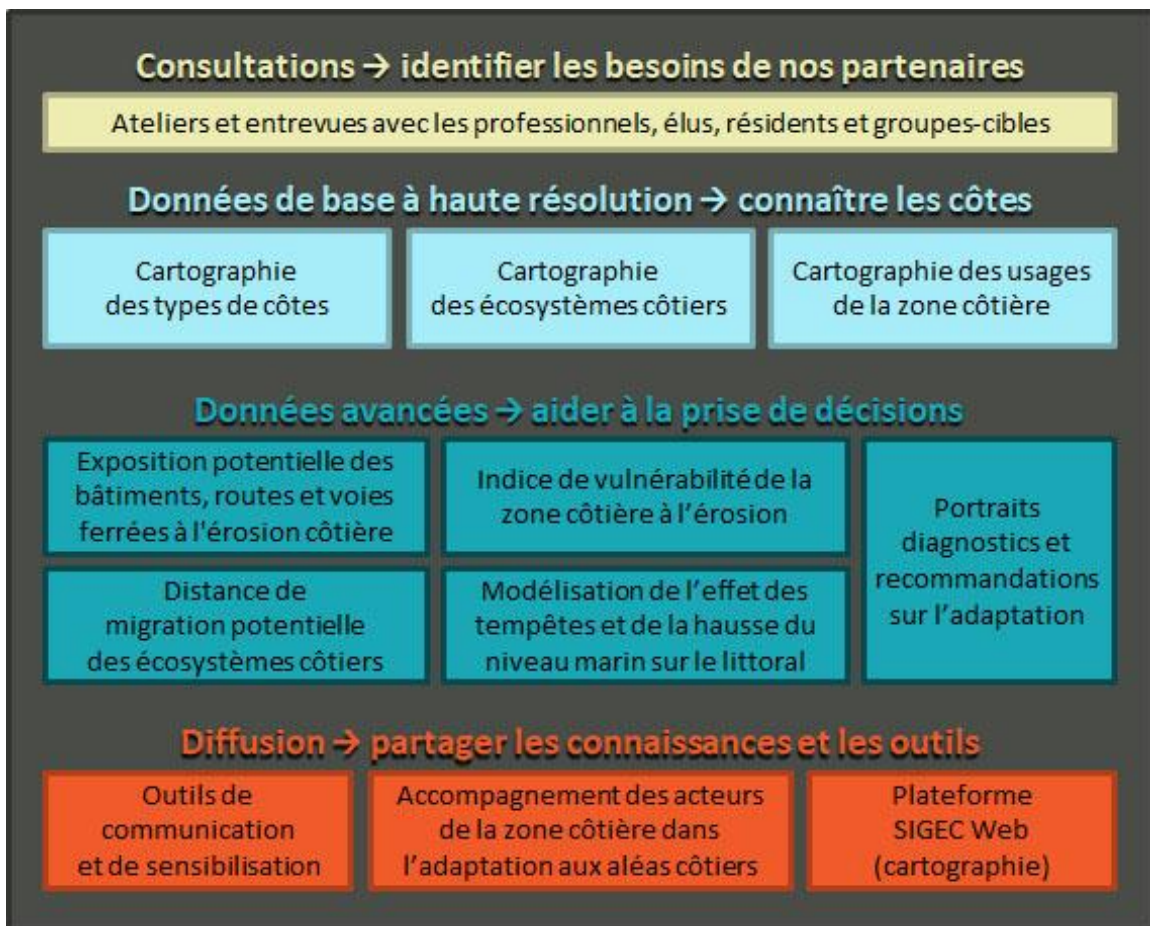 Consultations → identifier les besoins de nos partenaires
Ateliers et entrevues avec les professionnels, élus, résidents et groupes-cibles
Données de base à haute résolution → connaître les côtes
Cartographie
des types de côtes
Cartographie
des écosystèmes côtiers
Cartographie des usages
de la zone côtière
Données avancées → aider à la prise de décisions
Exposition potentielle des
bâtiments, routes et voies
ferrées à l'érosion côtière
Indice de vulnérabilité de la
zone côtière à l’érosion
Distance de
migration potentielle
des écosystèmes côtiers
Modélisation de l’effet des
tempêtes et de la hausse du
niveau marin sur le littoral
Portraits
diagnostics et
recommandations
sur l’adaptation
Diffusion → partager les connaissances et les outils
Outils de
communication
et de sensibilisation
Accompagnement des acteurs
de la zone côtière dans
l’adaptation aux aléas côtiers
Plateforme
SIGEC Web
(cartographie)